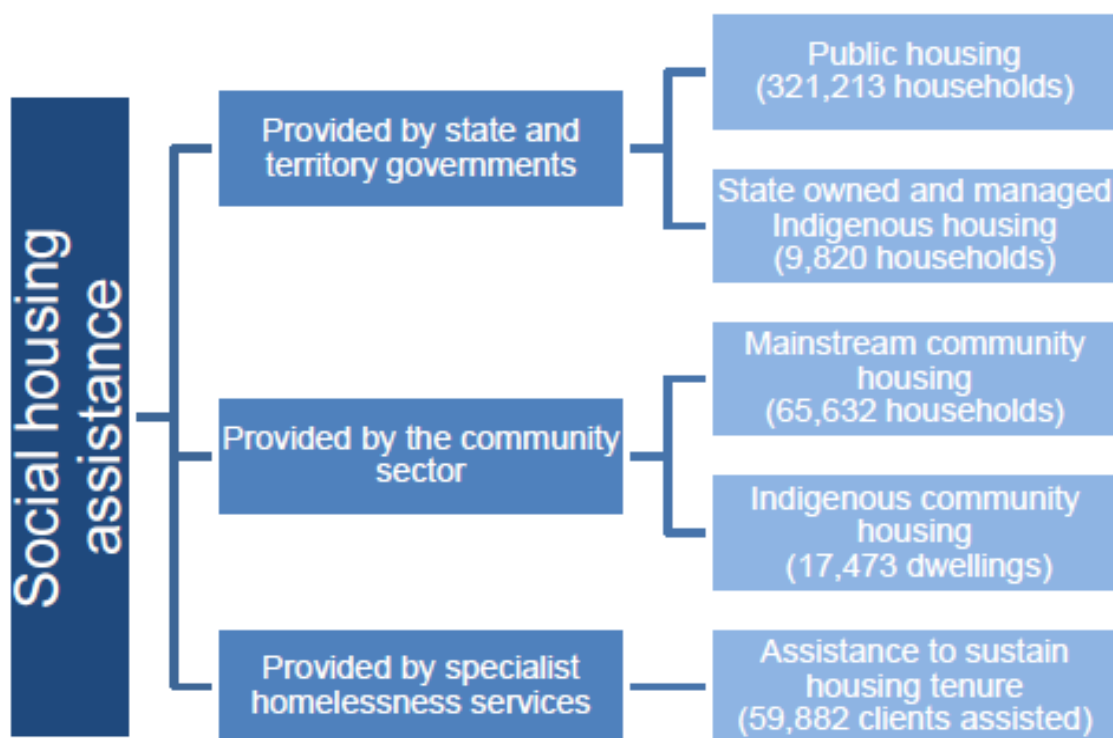 Social housing
assistance
Provided by state and
territory governments
Public housing
(321,213 households)
State owned and managed
Indigenous housing
(9,820 households)
Provided by the community
sector
Mainstream community
housing
(65,632 households)
Indigenous community
housing
(17,473 dwellings)
Provided by specialist
homelessness services
Assistance to sustain
housing tenure
(59,882 clients assisted)